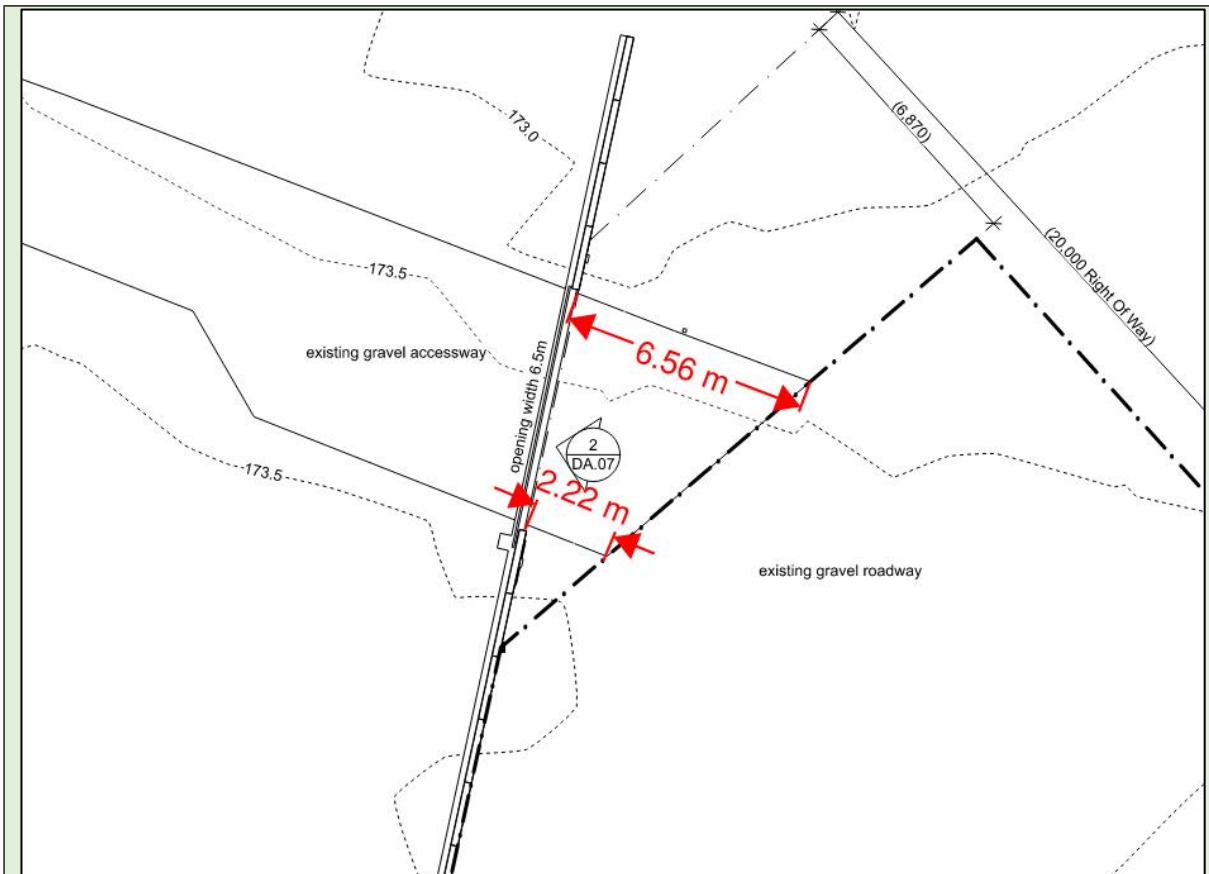 173.0
(6,870)
(20,000 Right Of Way)
173.5
existing gravel accessway
opening width 6.5m
6.56 m
2
DA.07
173.5
2.22 m
existing gravel roadway